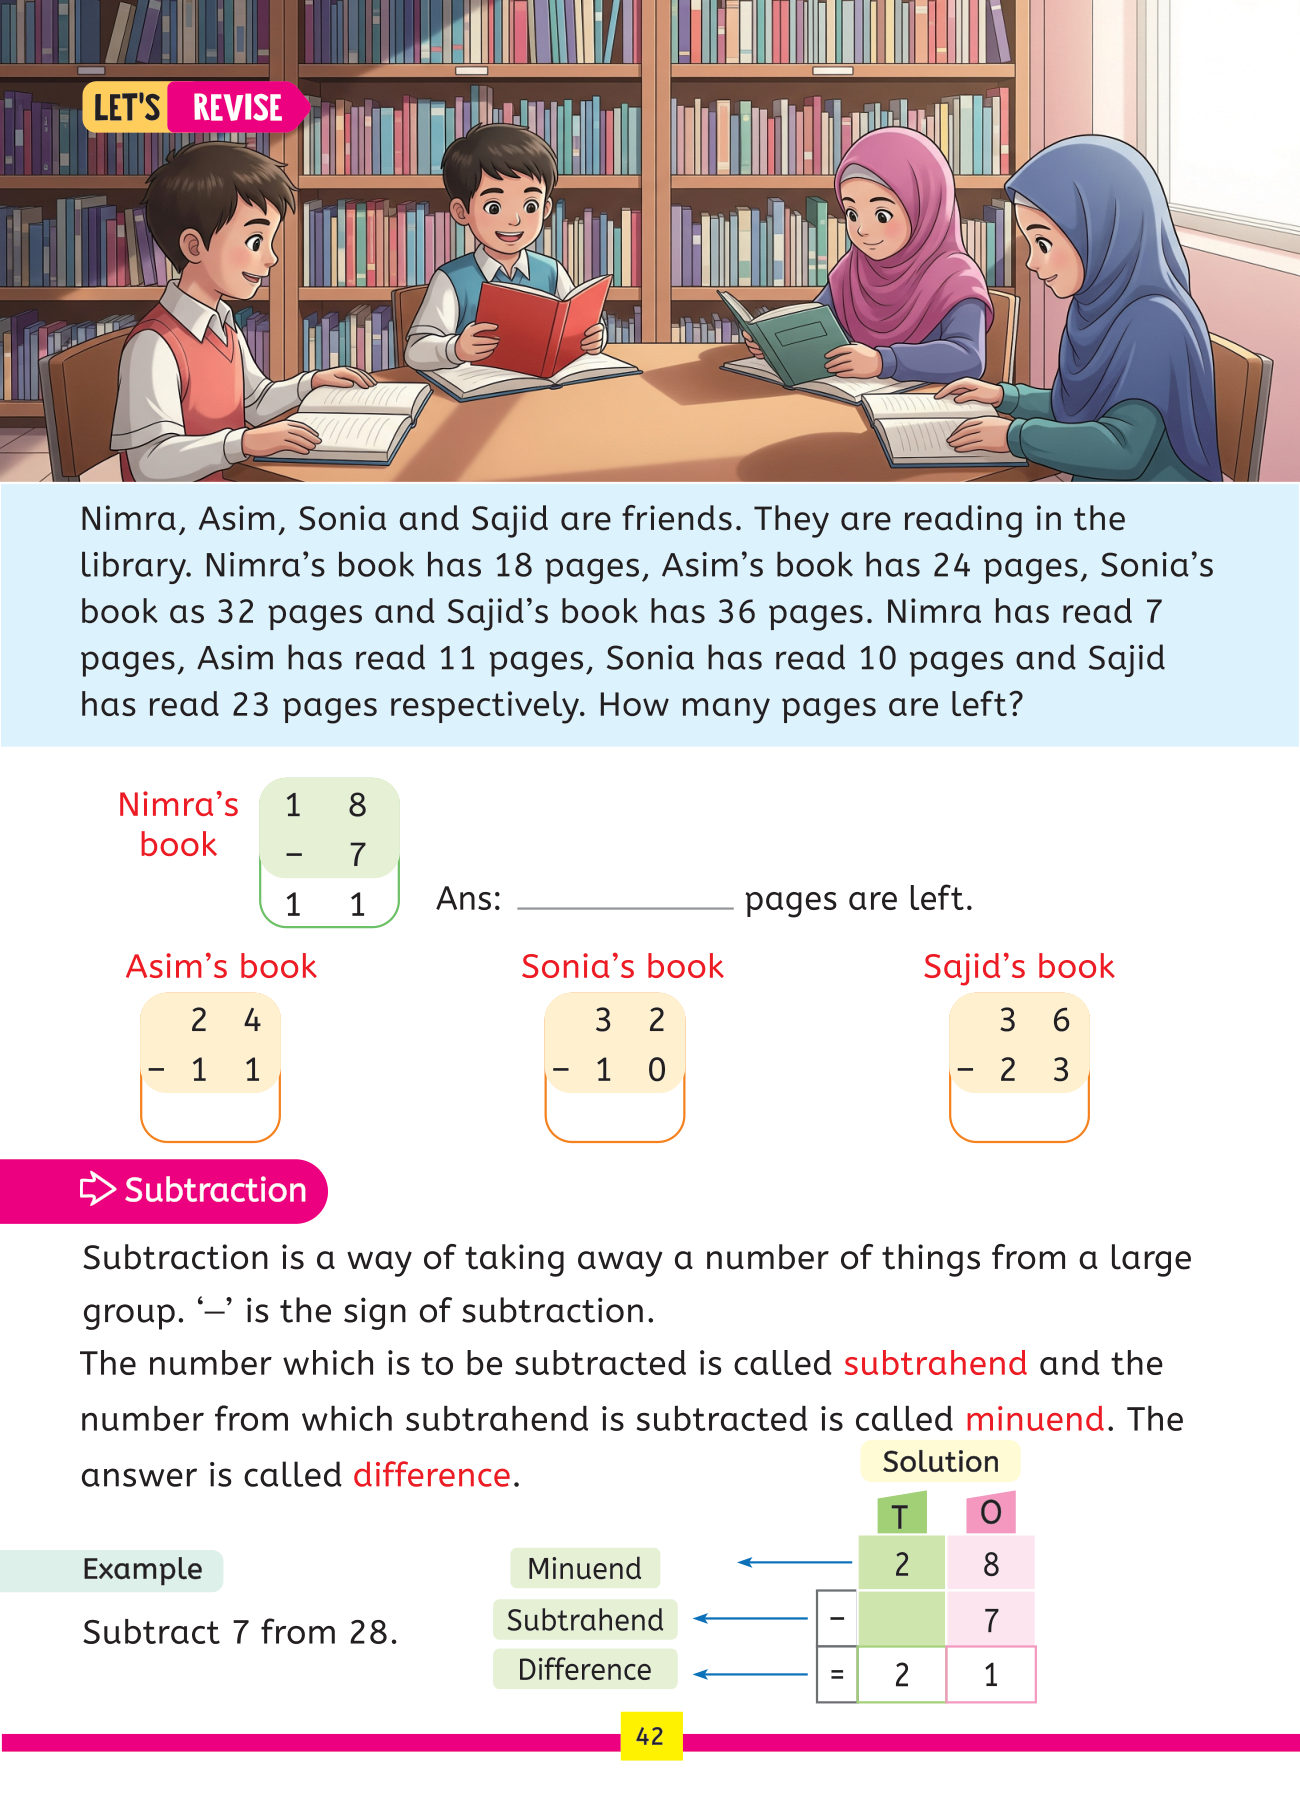 LET'S REVISE
Nimra, Asim, Sonia and Sajid are friends. They are reading in the
library. Nimra’s book has 18 pages, Asim’s book has 24 pages, Sonia’s
book as 32 pages and Sajid’s book has 36 pages. Nimra has read 7
pages, Asim has read 11 pages, Sonia has read 10 pages and Sajid
has read 23 pages respectively. How many pages are left?
Nimra’s
book
1 8
– 7
1 1
Ans: ____________ pages are left.
Asim’s book
2 4
– 1 1
Sonia’s book
3 2
– 1 0
Sajid’s book
3 6
– 2 3
Subtraction
Subtraction is a way of taking away a number of things from a large
group. ‘–’ is the sign of subtraction.
The number which is to be subtracted is called subtrahend and the
number from which subtrahend is subtracted is called minuend. The
answer is called difference.
Example
Subtract 7 from 28.
Solution
T O
Minuend 2 8
Subtrahend – 7
Difference = 2 1
42